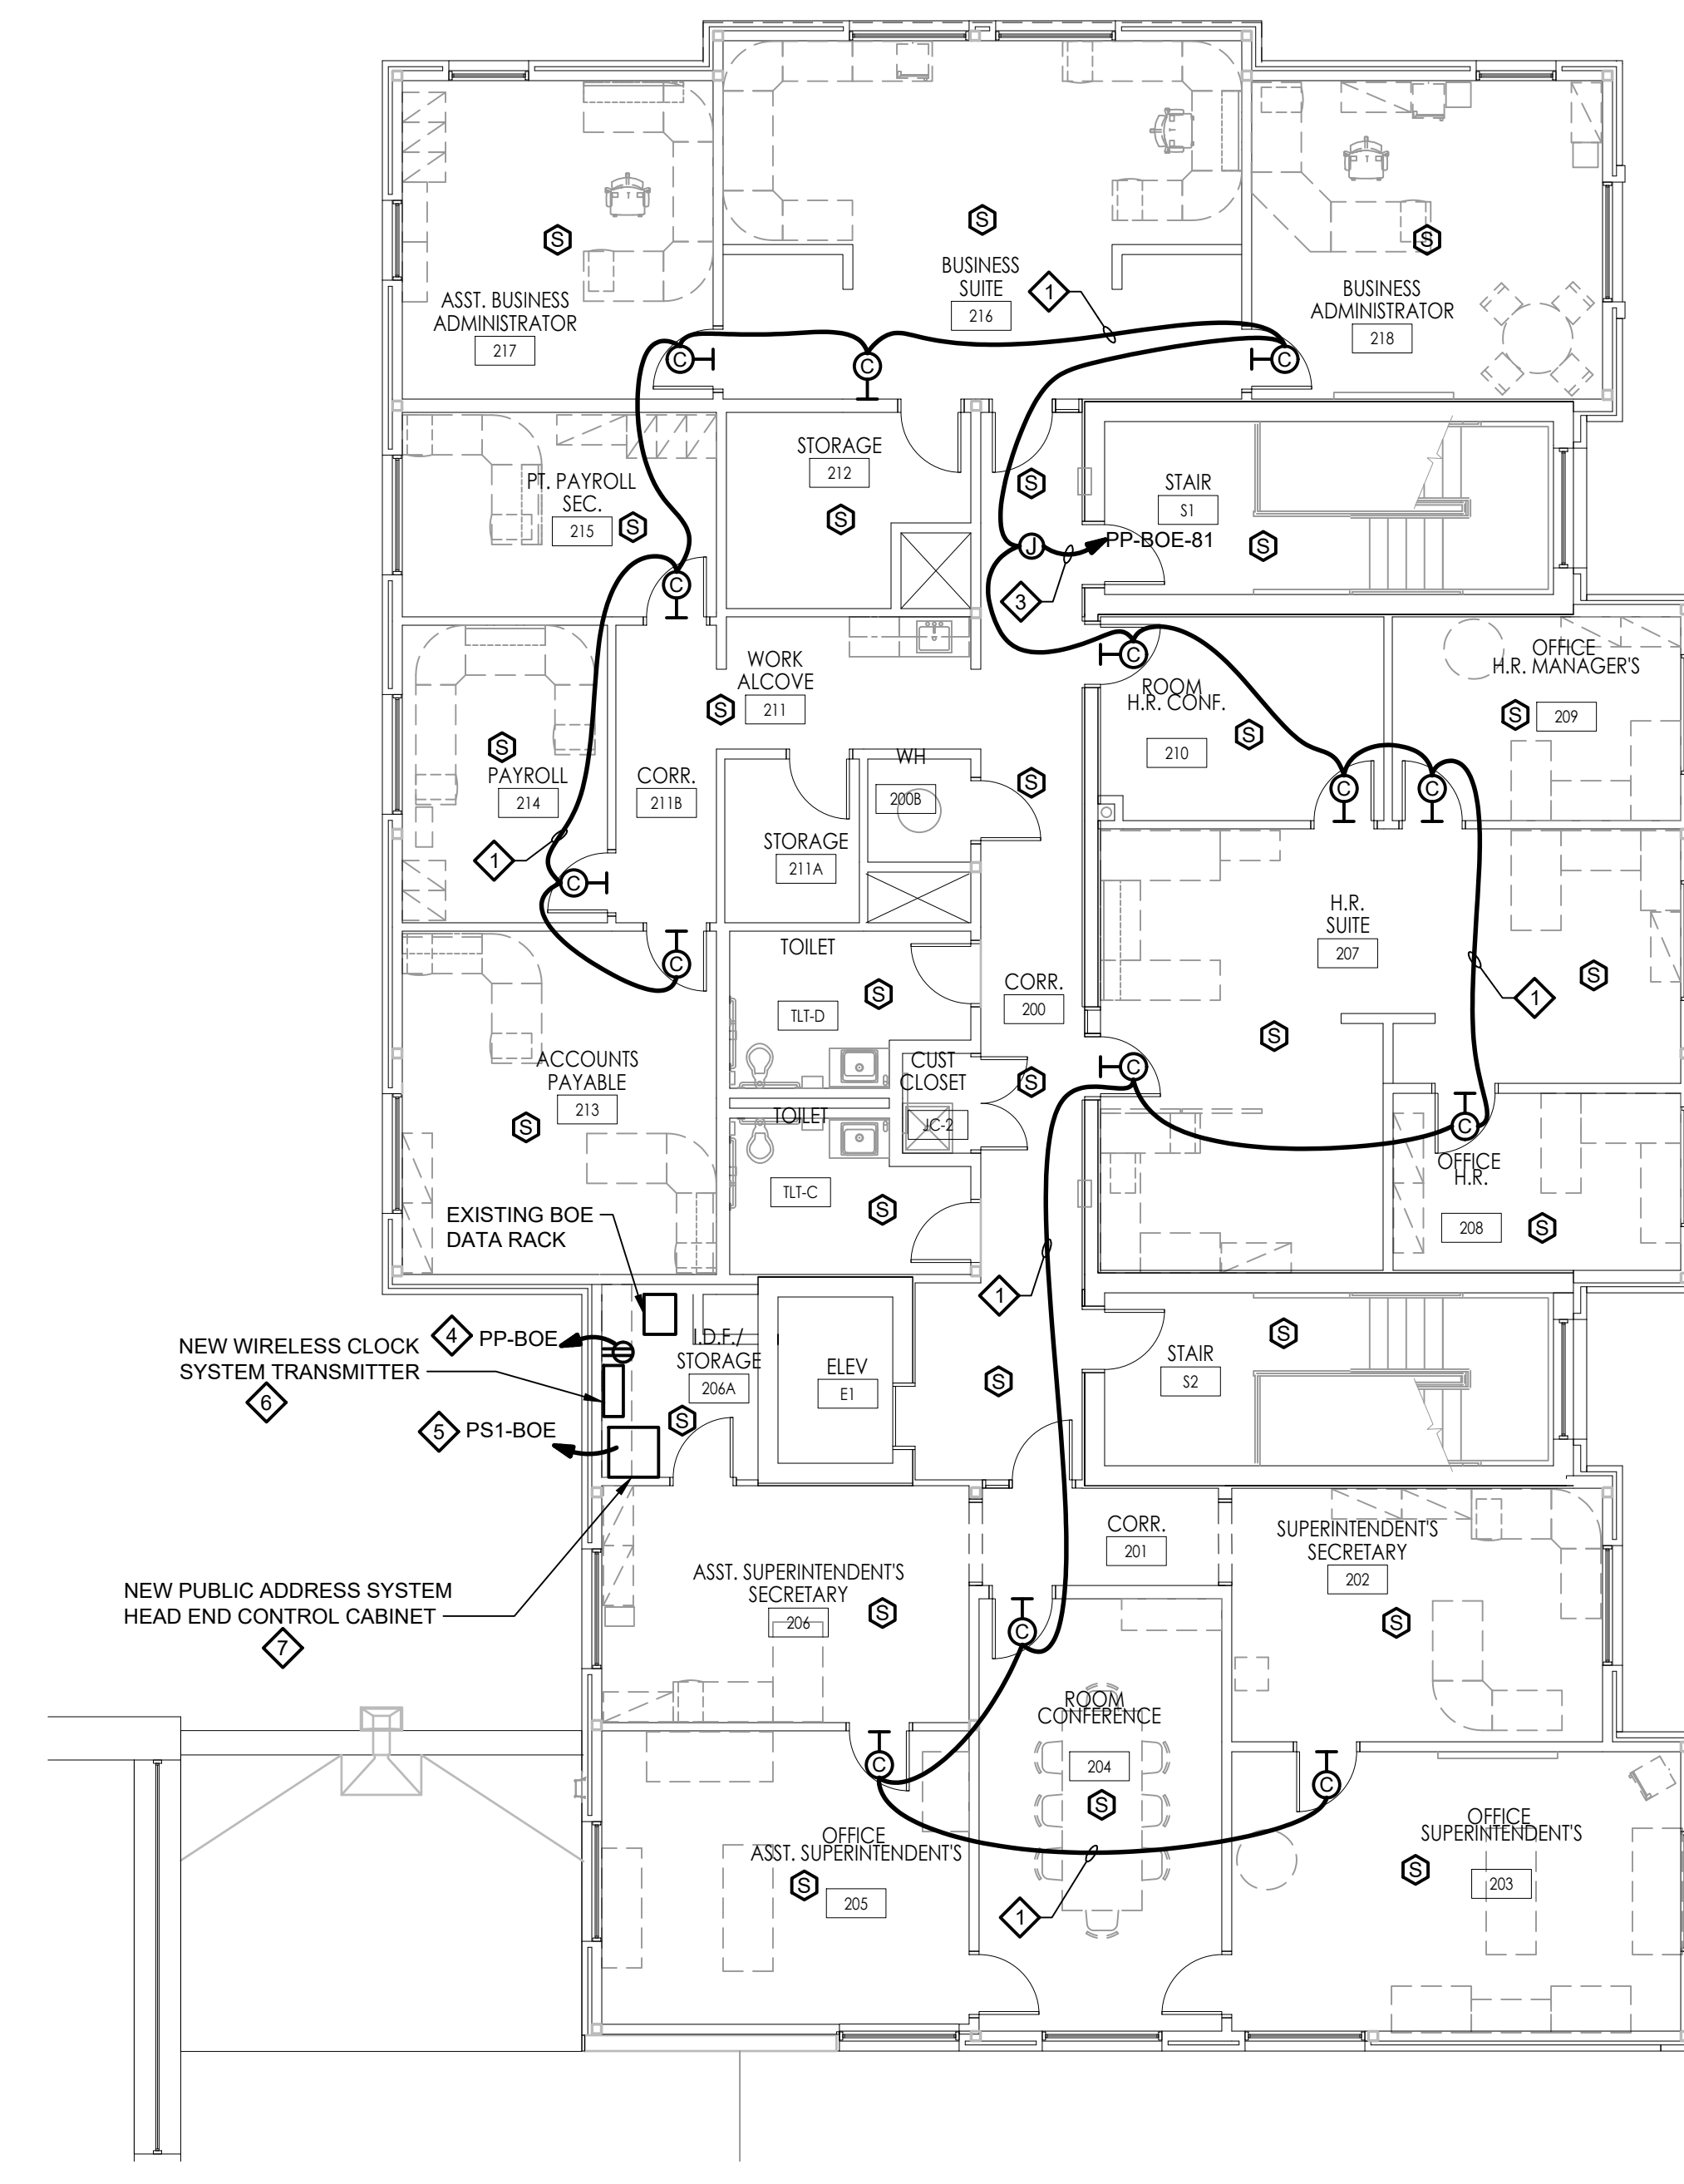 S
S
S
BUSINESS
SUITE
216
1
ASST. BUSINESS
ADMINISTRATOR
217
BUSINESS
ADMINISTRATOR
218
C
C
C
STORAGE
212
S
S
STAIR
S1
S
PT. PAYROLL
SEC.
215
S
J
PP-BOE-81
3
C
C
WORK
ALCOVE
211
S
ROOM
H.R. CONF.
210
S
OFFICE
H.R. MANAGER'S
209
S
S
PAYROLL
214
CORR.
211B
WH
200B
S
C
C
1
STORAGE
211A
C
H.R.
SUITE
207
S
S
1
C
TOILET
TLT-D
S
CORR.
200
S
ACCOUNTS
PAYABLE
213
S
CUST
CLOSET
JC-2
C
C
TOILET
TLT-C
S
OFFICE
H.R.
208
S
EXISTING BOE
DATA RACK
1
4
PP-BOE
NEW WIRELESS CLOCK
SYSTEM TRANSMITTER
6
5
PS1-BOE
I.D.F./
STORAGE
206A
S
ELEV
E1
S
STAIR
S2
S
NEW PUBLIC ADDRESS SYSTEM
HEAD END CONTROL CABINET
7
ASST. SUPERINTENDENT'S
SECRETARY
206
S
CORR.
201
SUPERINTENDENT'S
SECRETARY
202
S
C
C
ROOM
CONFERENCE
204
S
C
OFFICE
ASST. SUPERINTENDENT'S
205
S
1
OFFICE
SUPERINTENDENT'S
203
S